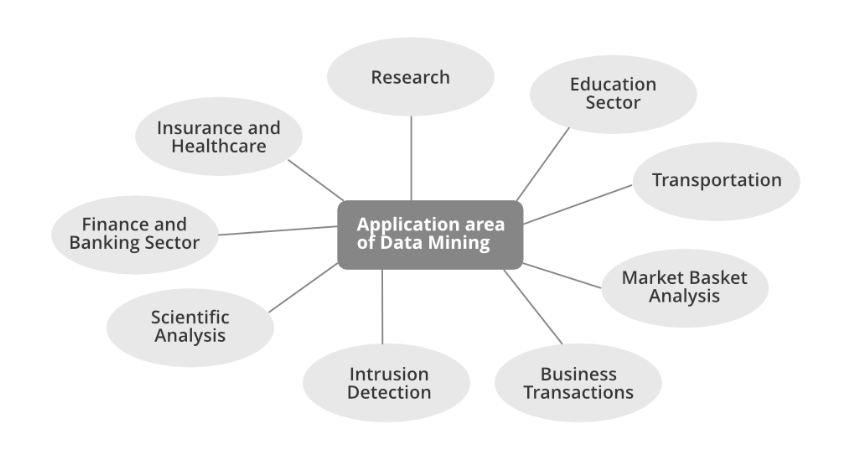 Research
Education
Sector
Insurance and
Healthcare
Transportation
Finance and
Banking Sector
Application area
of Data Mining
Market Basket
Analysis
Scientific
Analysis
Intrusion
Detection
Business
Transactions